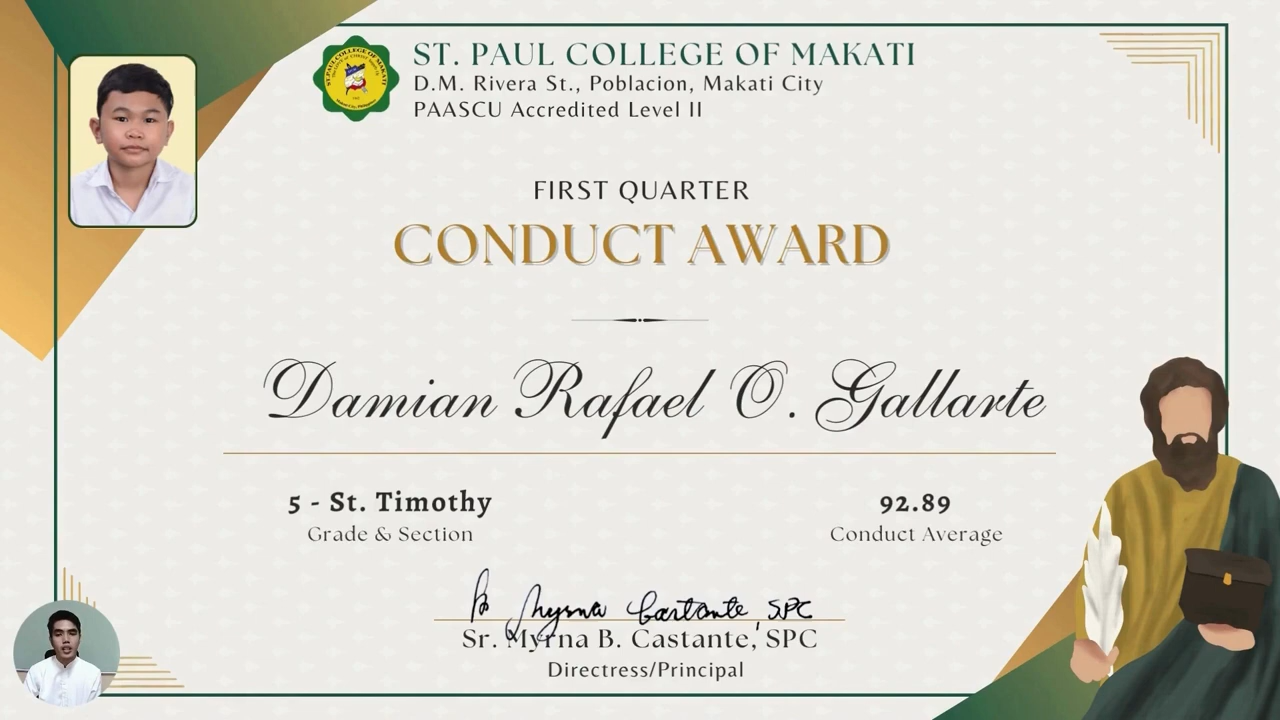 ST. PAUL COLLEGE OF MAKATI
D.M. Rivera St., Poblacion, Makati City
PAASCU Accredited Level II
FIRST QUARTER
CONDUCT AWARD
Damian Rafael O. Gallarte
5 - St. Timothy
Grade & Section
92.89
Conduct Average
Sr. Myrna B. Castante, SPC
Directress/Principal